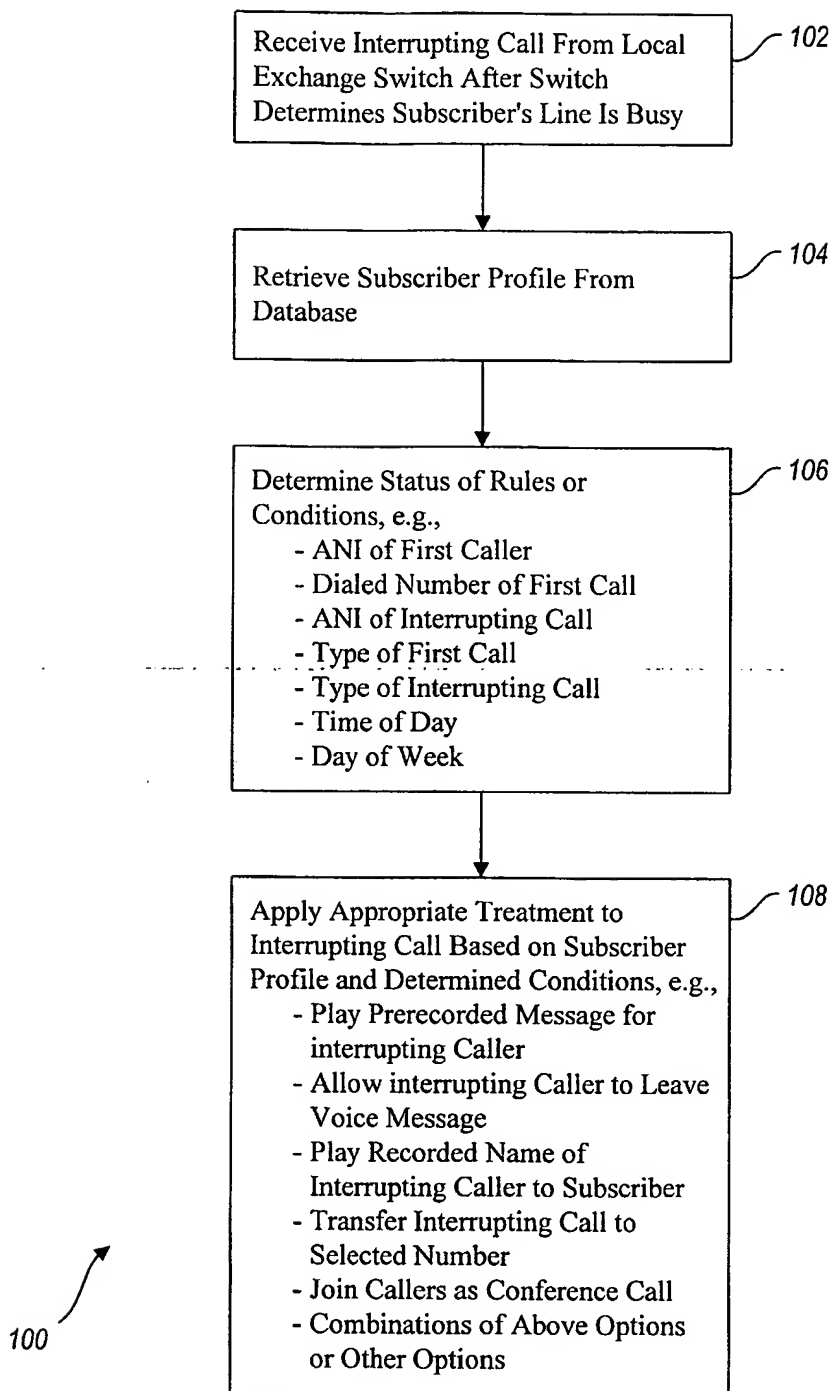 Receive Interrupting Call From Local
Exchange Switch After Switch
Determines Subscriber's Line Is Busy
102
Retrieve Subscriber Profile From
Database
104
Determine Status of Rules or
Conditions, e.g.,
- ANI of First Caller
- Dialed Number of First Call
- ANI of Interrupting Call
- Type of First Call
- Type of Interrupting Call
- Time of Day
- Day of Week
106
Apply Appropriate Treatment to
Interrupting Call Based on Subscriber
Profile and Determined Conditions, e.g.,
- Play Prerecorded Message for
interrupting Caller
- Allow interrupting Caller to Leave
Voice Message
- Play Recorded Name of
Interrupting Caller to Subscriber
- Transfer Interrupting Call to
Selected Number
- Join Callers as Conference Call
- Combinations of Above Options
or Other Options
108
100